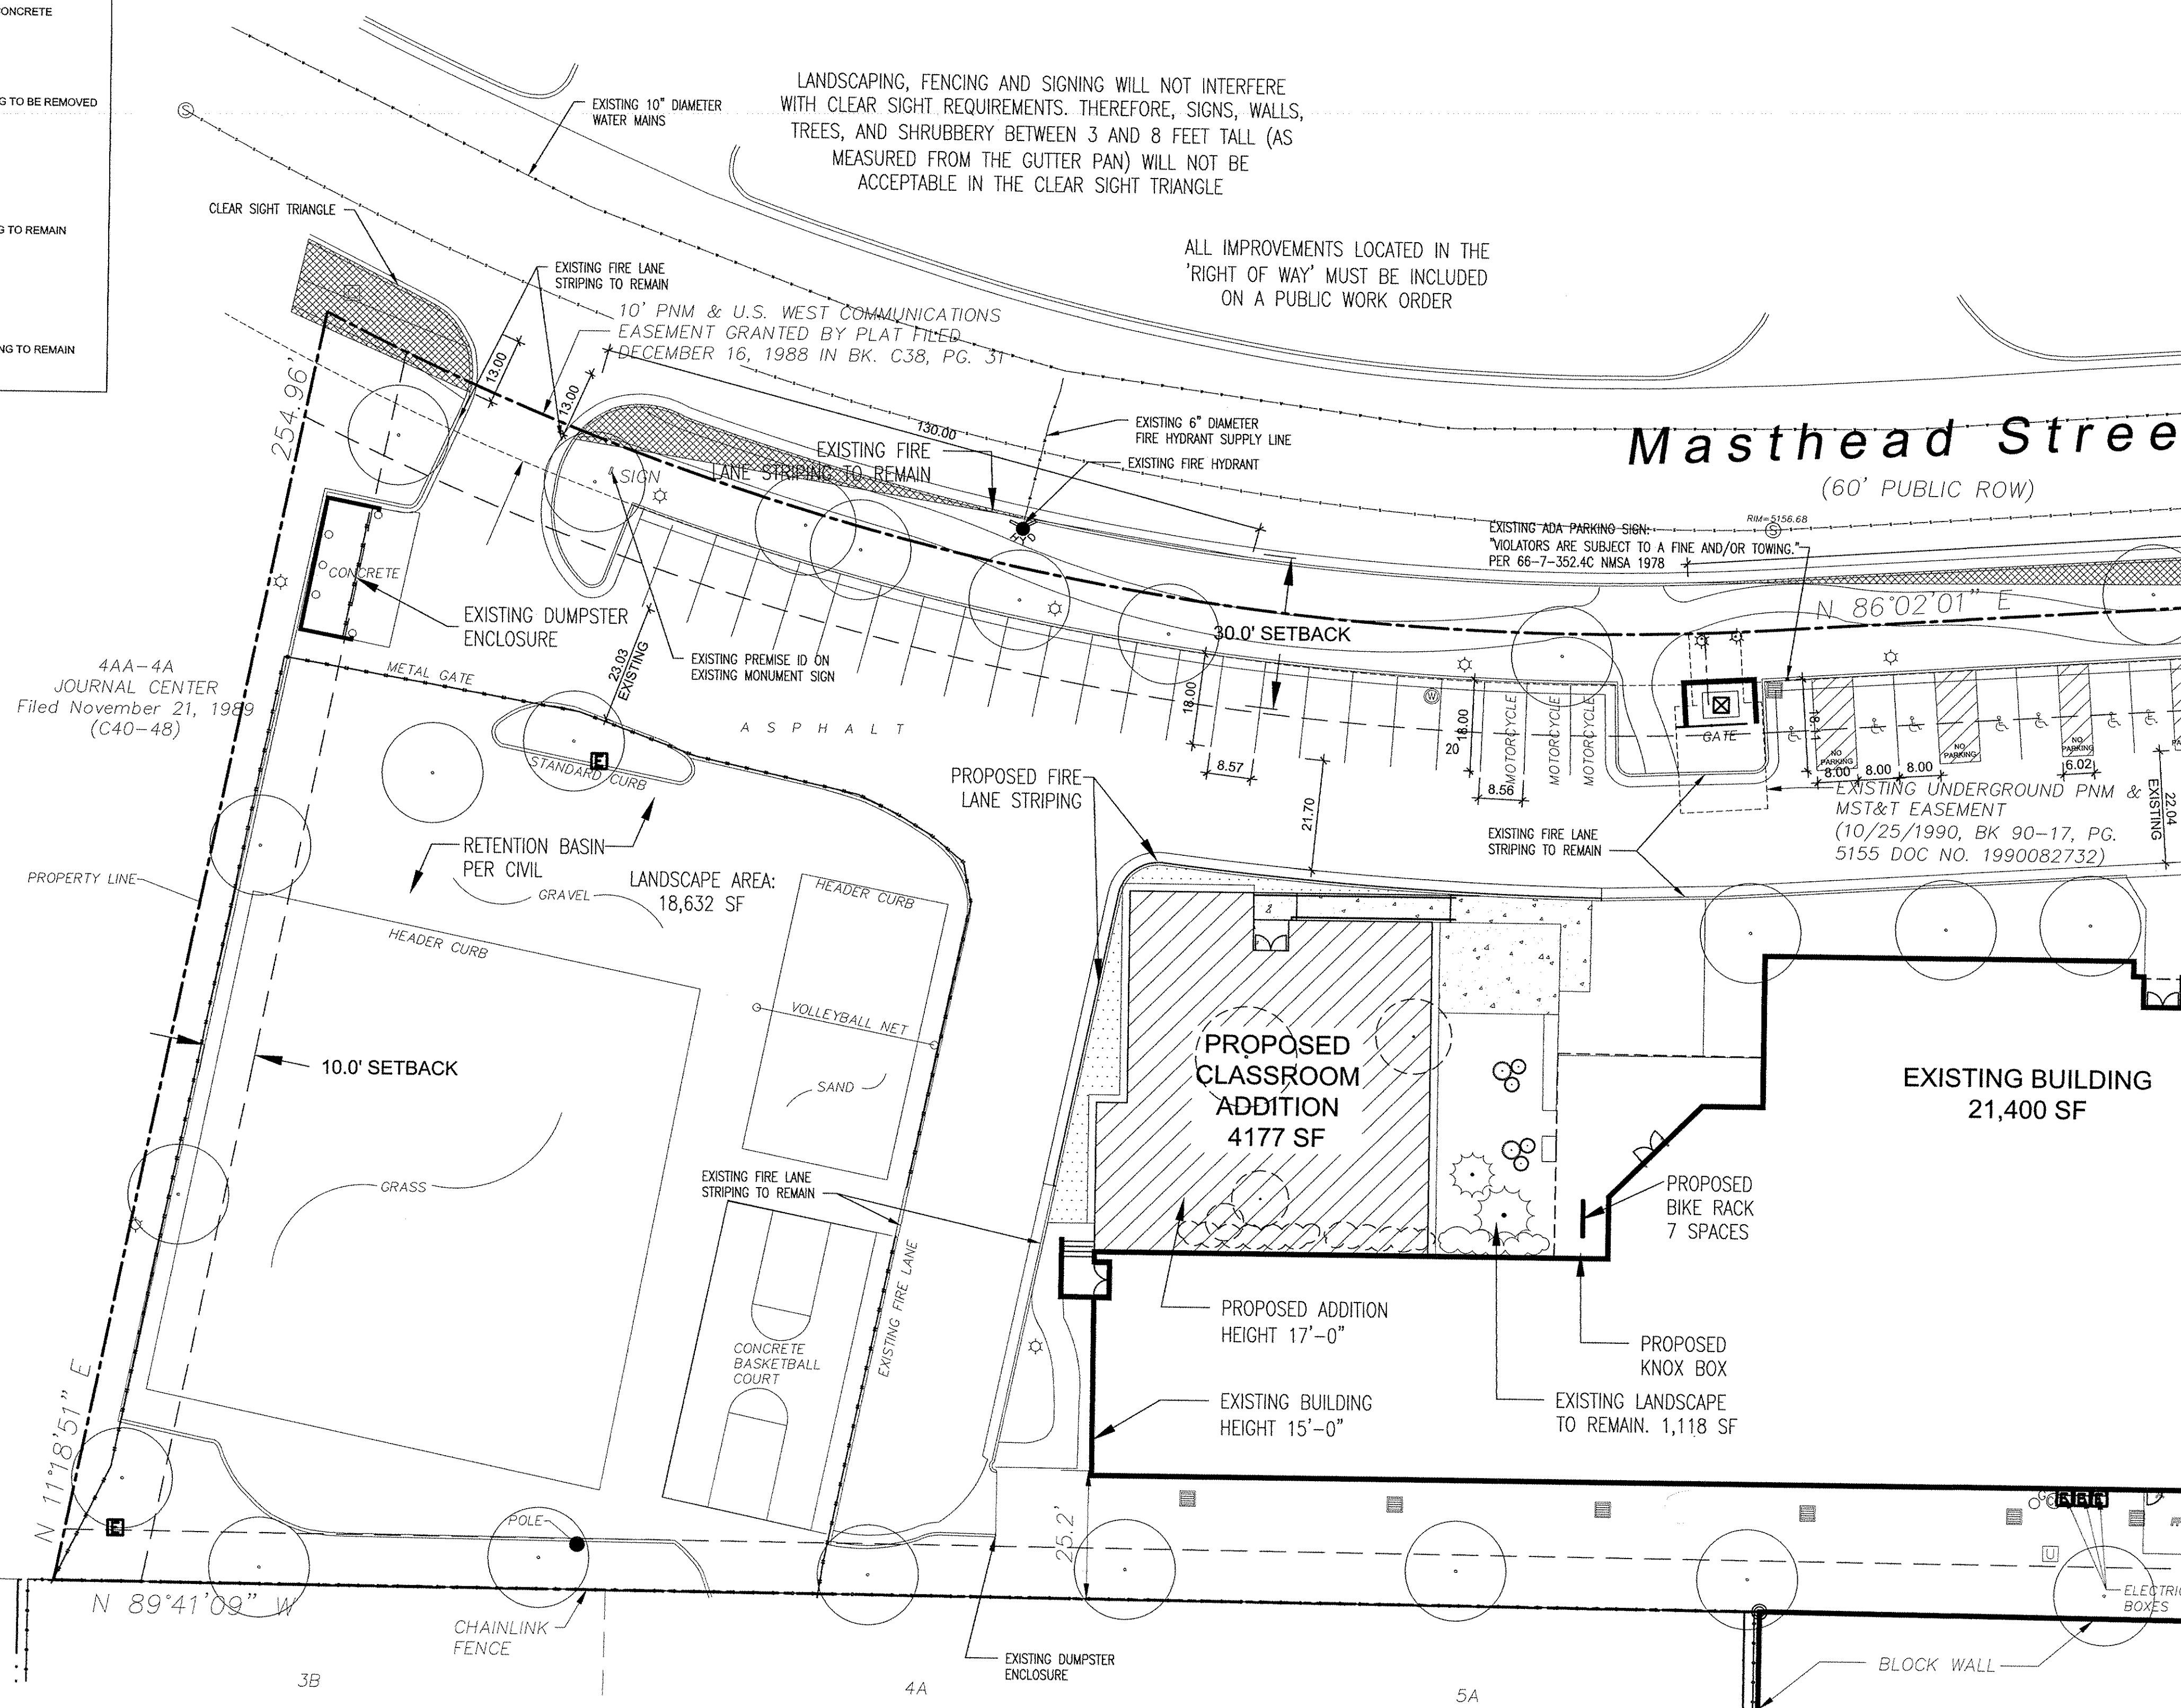 CONCRETE
G TO BE REMOVED
G TO REMAIN
NG TO REMAIN
LANDSCAPING, FENCING AND SIGNING WILL NOT INTERFERE
WITH CLEAR SIGHT REQUIREMENTS. THEREFORE, SIGNS, WALLS,
TREES, AND SHRUBBERY BETWEEN 3 AND 8 FEET TALL (AS
MEASURED FROM THE GUTTER PAN) WILL NOT BE
ACCEPTABLE IN THE CLEAR SIGHT TRIANGLE
EXISTING 10" DIAMETER
WATER MAINS
S
CLEAR SIGHT TRIANGLE
ALL IMPROVEMENTS LOCATED IN THE
'RIGHT OF WAY' MUST BE INCLUDED
ON A PUBLIC WORK ORDER
EXISTING FIRE LANE
STRIPING TO REMAIN
10' PNM & U.S. WEST COMMUNICATIONS
EASEMENT GRANTED BY PLAT FILED
DECEMBER 16, 1988 IN BK. C38, PG. 31
13.00
13.00
130.00
254.96'
EXISTING 6" DIAMETER
FIRE HYDRANT SUPPLY LINE
EXISTING FIRE HYDRANT
HYD
EXISTING FIRE
LANE STRIPING TO REMAIN
SIGN
Masthead Stree
(60' PUBLIC ROW)
RIM=5156.68
S
EXISTING ADA PARKING SIGN:
"VIOLATORS ARE SUBJECT TO A FINE AND/OR TOWING."
PER 66-7-352.4C NMSA 1978
N 86°02'01" E
CONCRETE
EXISTING DUMPSTER
ENCLOSURE
30.0' SETBACK
EXISTING PREMISE ID ON
EXISTING MONUMENT SIGN
23.03
EXISTING
METAL GATE
4AA-4A
JOURNAL CENTER
Filed November 21, 1989
(C40-48)
ASPHALT
18.00
8.57
W
18.00
20
8.56
MOTORCYCLE
MOTORCYCLE
MOTORCYCLE
GATE
18.11
NO
PARKING
NO
PARKING
NO
PARKING
PA
8.00
8.00
8.00
6.02
22.04
EXISTING
E
STANDARD CURB
PROPOSED FIRE
LANE STRIPING
21.70
EXISTING UNDERGROUND PNM &
MST&T EASEMENT
(10/25/1990, BK 90-17, PG.
5155 DOC NO. 1990082732)
EXISTING FIRE LANE
STRIPING TO REMAIN
RETENTION BASIN
PER CIVIL
PROPERTY LINE
GRAVEL
LANDSCAPE AREA:
18,632 SF
HEADER CURB
HEADER CURB
VOLLEYBALL NET
SAND
10.0' SETBACK
PROPOSED
CLASSROOM
ADDITION
4177 SF
EXISTING BUILDING
21,400 SF
GRASS
EXISTING FIRE LANE
STRIPING TO REMAIN
PROPOSED
BIKE RACK
7 SPACES
EXISTING FIRE LANE
PROPOSED ADDITION
HEIGHT 17'-0"
PROPOSED
KNOX BOX
CONCRETE
BASKETBALL
COURT
EXISTING BUILDING
HEIGHT 15'-0"
EXISTING LANDSCAPE
TO REMAIN. 1,118 SF
N 11°18'51" E
E
POLE
25.2'
G
E
E
E
U
ELECTRIC
BOXES
N 89°41'09" W
CHAINLINK
FENCE
EXISTING DUMPSTER
ENCLOSURE
BLOCK WALL
3B
4A
5A